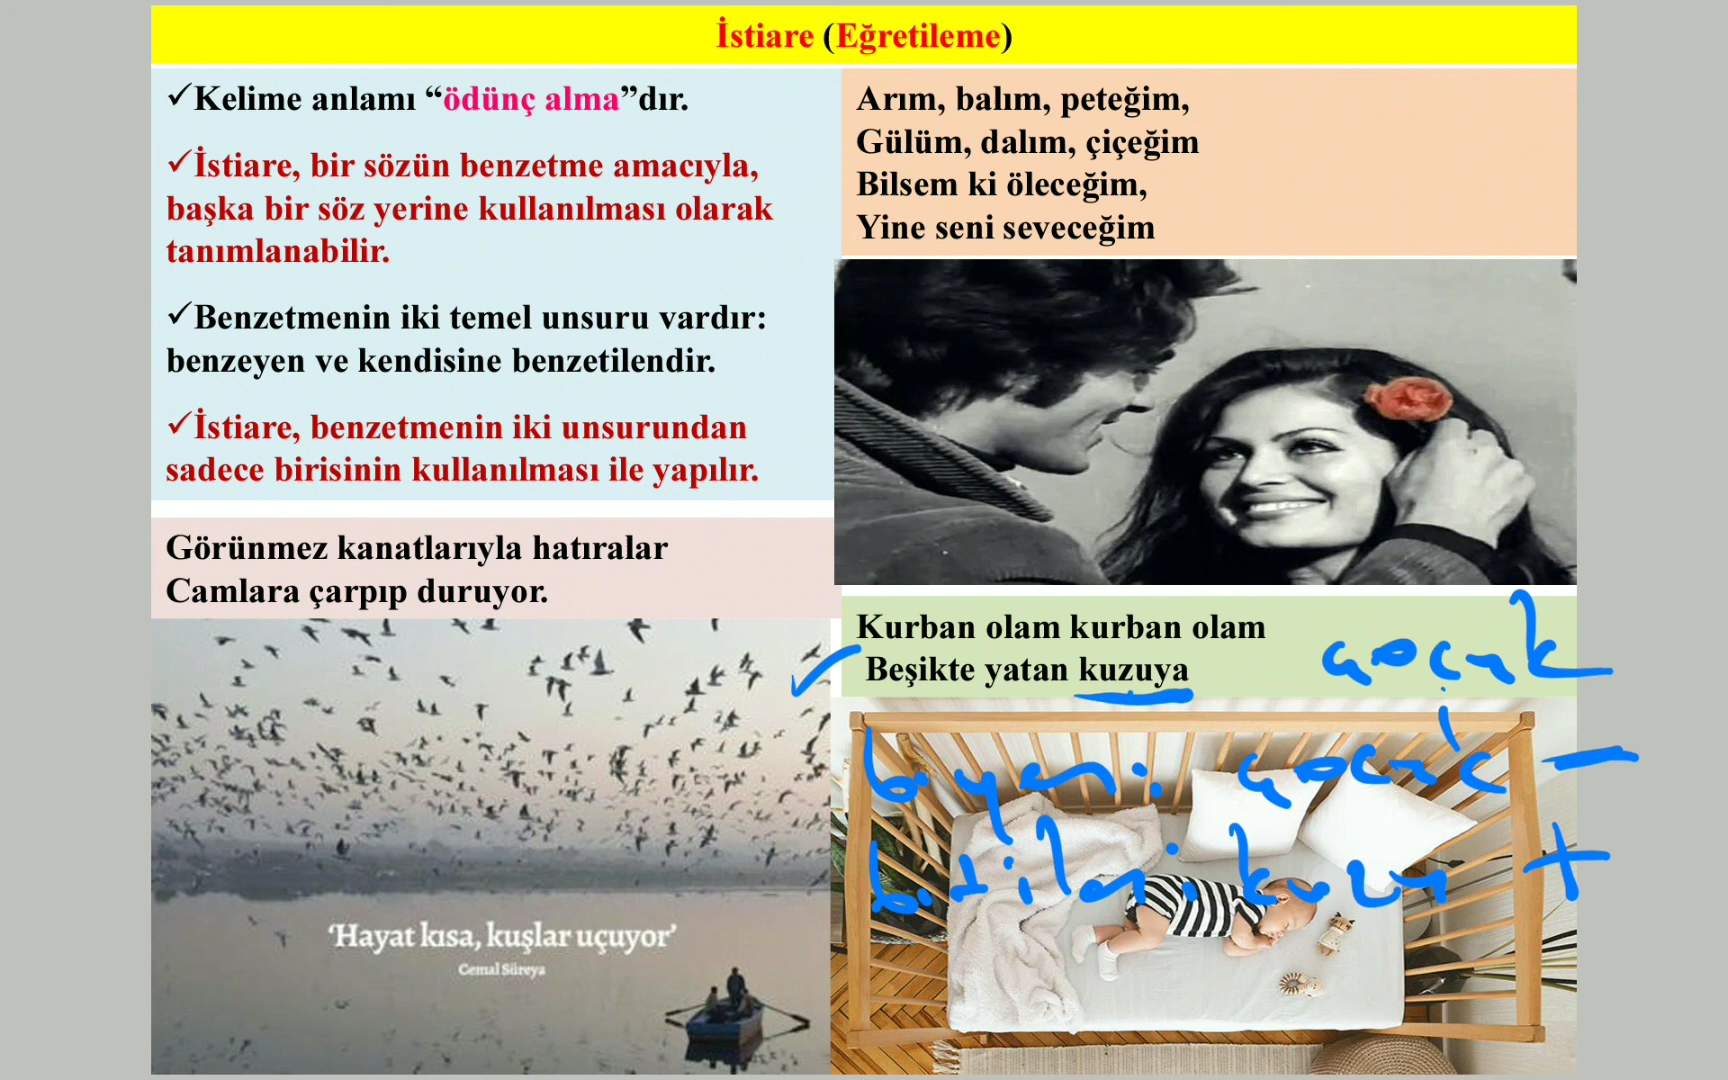 İstiare (Eğretileme)
✓Kelime anlamı “ödünç alma”dır.
✓İstiare, bir sözün benzetme amacıyla,
başka bir söz yerine kullanılması olarak
tanımlanabilir.
✓Benzetmenin iki temel unsuru vardır:
benzeyen ve kendisine benzetilendir.
✓İstiare, benzetmenin iki unsurundan
sadece birisinin kullanılması ile yapılır.
Görünmez kanatlarıyla hatıralar
Camlara çarpıp duruyor.
‘Hayat kısa, kuşlar uçuyor’
Cemal Süreya
Arım, balım, peteğim,
Gülüm, dalım, çiçeğim
Bilsem ki öleceğim,
Yine seni seveceğim
Kurban olam kurban olam
Beşikte yatan kuzuya
çocuk
b.yen: çocuk –
b.tilen: kuzu +